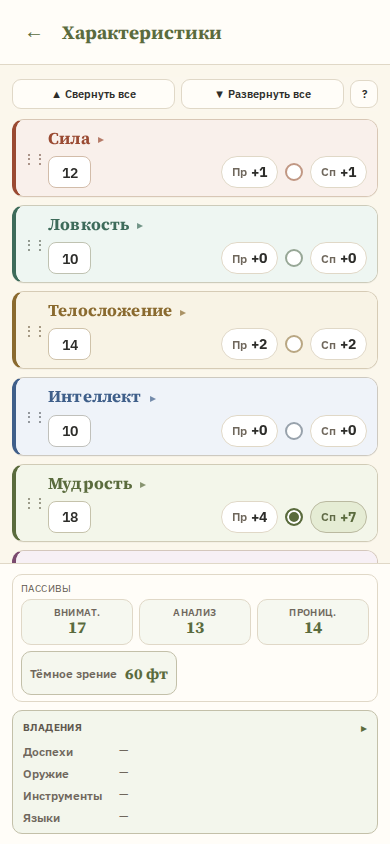 ← Характеристики
▲ Свернуть все ▼ Развернуть все ?
Сила ▸
12 Пр +1 Сп +1
Ловкость ▸
10 Пр +0 Сп +0
Телосложение ▸
14 Пр +2 Сп +2
Интеллект ▸
10 Пр +0 Сп +0
Мудрость ▸
18 Пр +4 Сп +7
ПАССИВЫ
ВНИМАТ. АНАЛИЗ ПРОНИЦ.
17 13 14
Тёмное зрение 60 фт
ВЛАДЕНИЯ ▸
Доспехи —
Оружие —
Инструменты —
Языки —